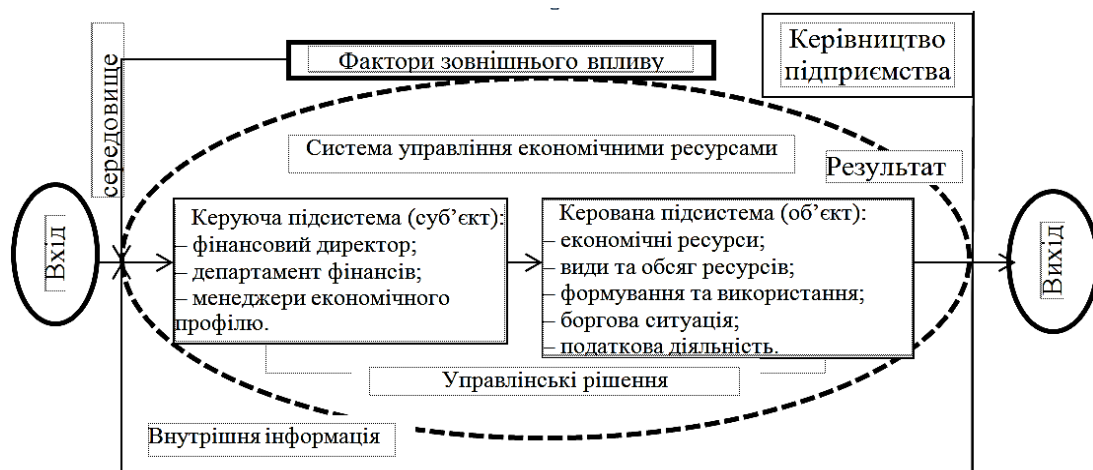 Фактори зовнішнього впливу
Керівництво
підприємства
середовище
Система управління економічними ресурсами
Результат
Вхід
Керуюча підсистема (суб’єкт):
– фінансовий директор;
– департамент фінансів;
– менеджери економічного
профілю.
Керована підсистема (об’єкт):
– економічні ресурси;
– види та обсяг ресурсів;
– формування та використання;
– боргова ситуація;
– податкова діяльність.
Вихід
Управлінські рішення
Внутрішня інформація